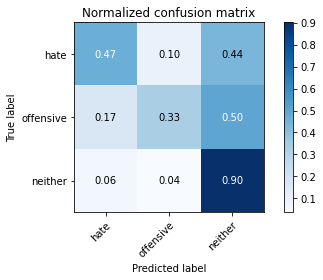 Normalized confusion matrix
True label
hate 0.47 0.10 0.44
offensive 0.17 0.33 0.50
neither 0.06 0.04 0.90
hate offensive neither
Predicted label
0.9
0.8
0.7
0.6
0.5
0.4
0.3
0.2
0.1